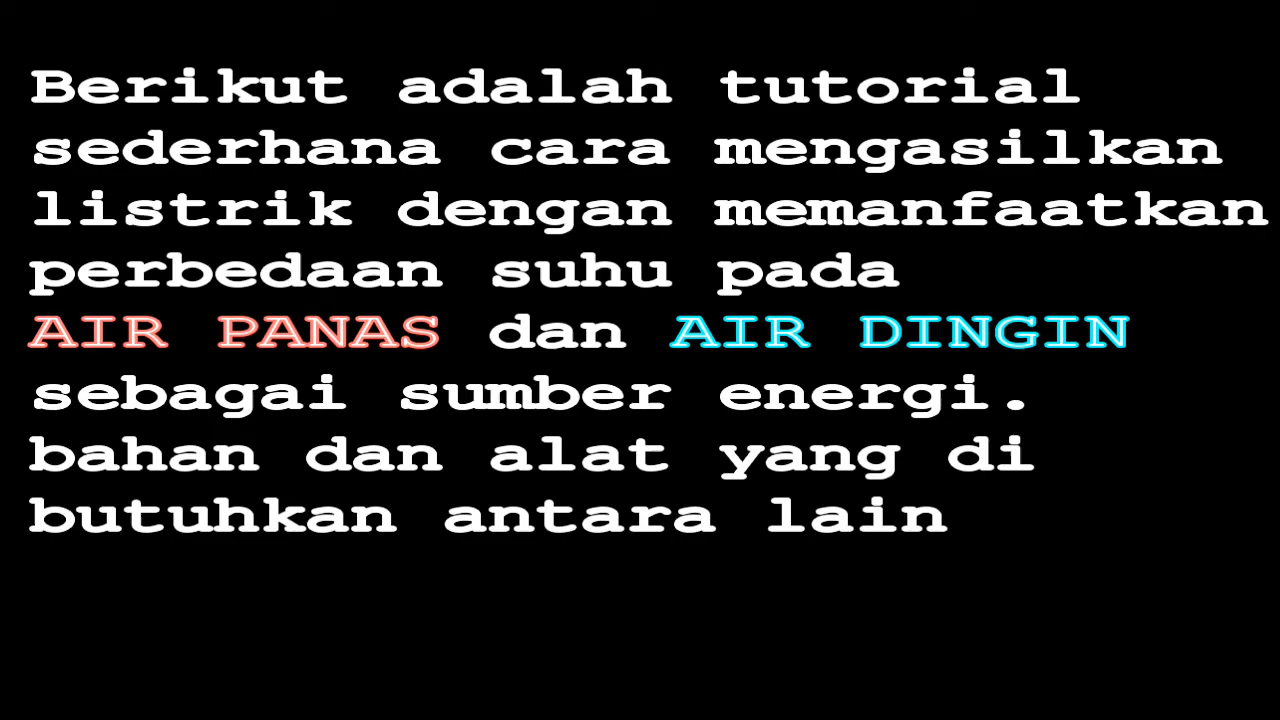 Berikut adalah tutorial
sederhana cara mengasilkan
listrik dengan memanfaatkan
perbedaan suhu pada
AIR PANAS dan AIR DINGIN
sebagai sumber energi.
bahan dan alat yang di
butuhkan antara lain